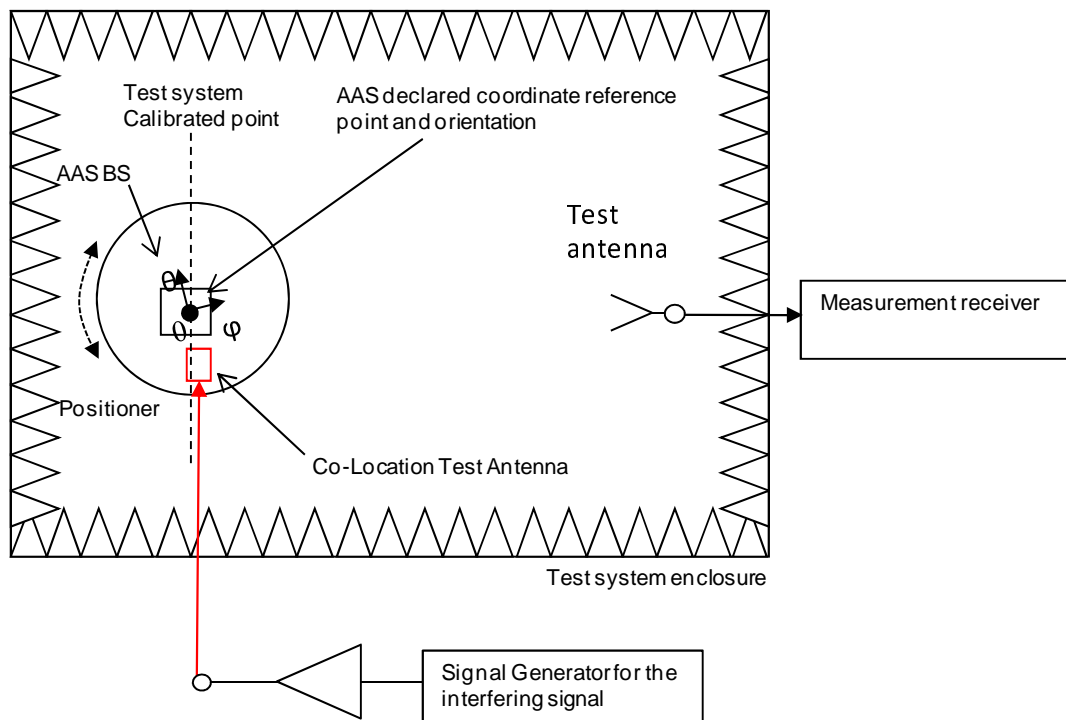 Test system
Calibrated point
AAS declared coordinate reference
point and orientation
AAS BS
Test
antenna
Measurement receiver
θ
θ
φ
Positioner
Co-Location Test Antenna
Test system enclosure
Signal Generator for the
interfering signal